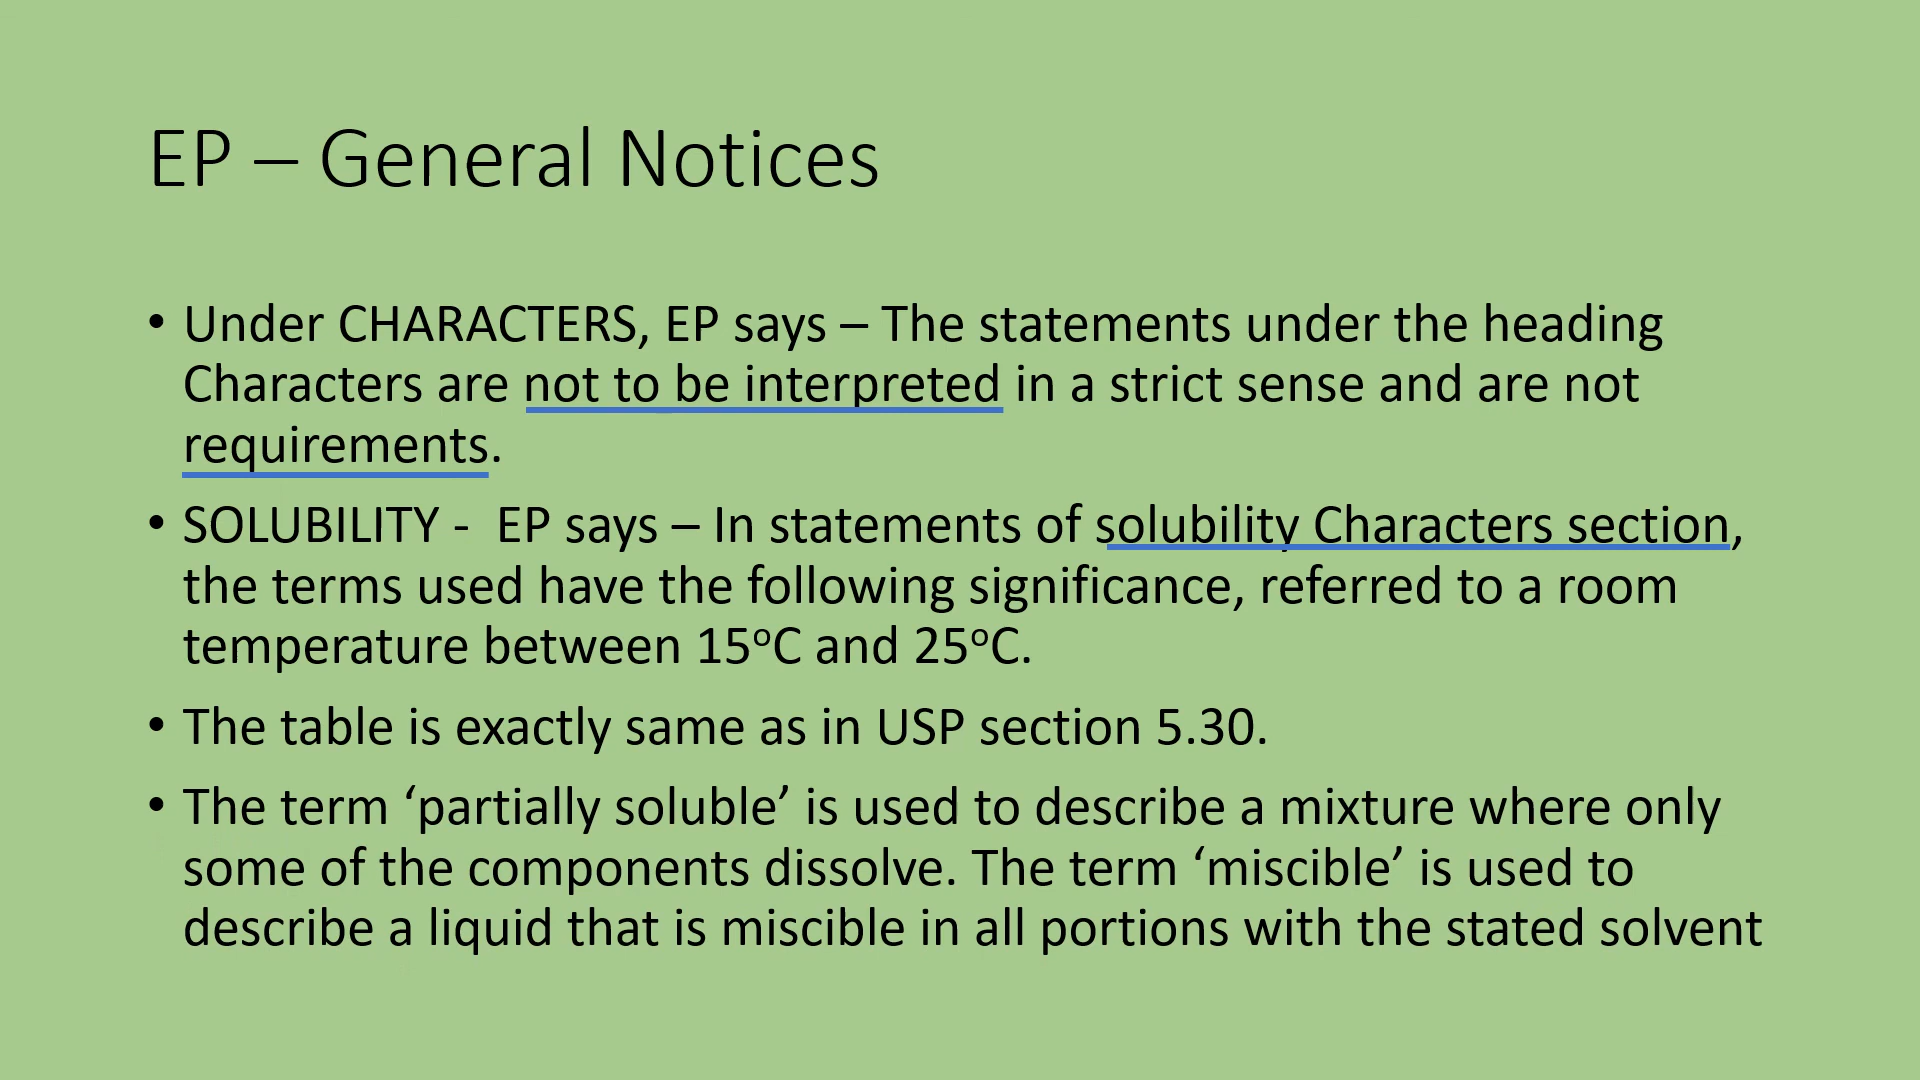 EP – General Notices
• Under CHARACTERS, EP says – The statements under the heading
Characters are not to be interpreted in a strict sense and are not
requirements.
• SOLUBILITY -  EP says – In statements of solubility Characters section,
the terms used have the following significance, referred to a room
temperature between 15ºC and 25ºC.
• The table is exactly same as in USP section 5.30.
• The term ‘partially soluble’ is used to describe a mixture where only
some of the components dissolve. The term ‘miscible’ is used to
describe a liquid that is miscible in all portions with the stated solvent